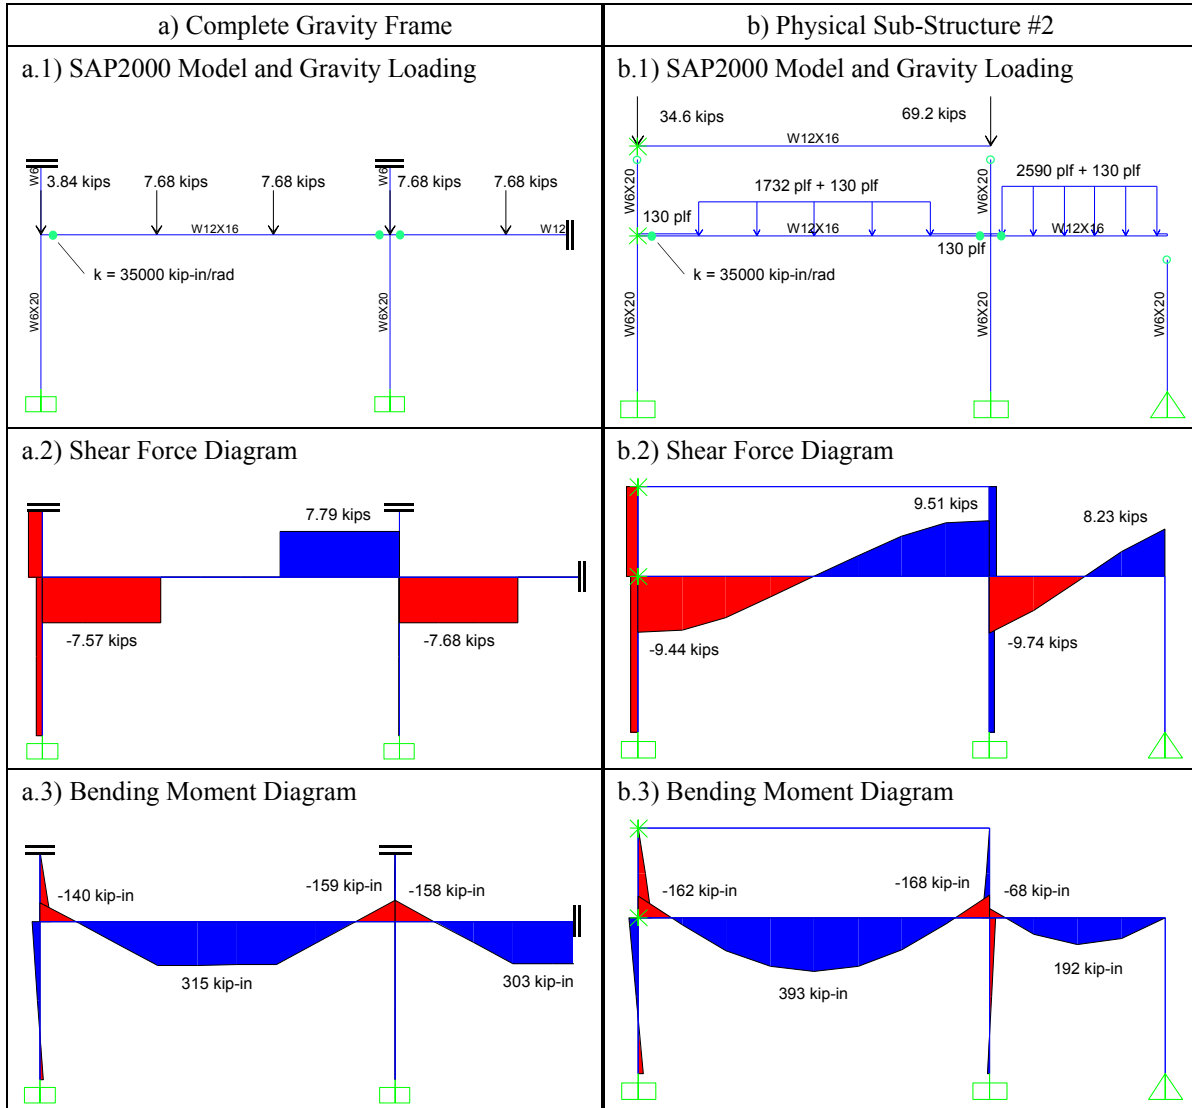 a) Complete Gravity Frame
a.1) SAP2000 Model and Gravity Loading
W6
3.84 kips
7.68 kips
7.68 kips
W6
7.68 kips
7.68 kips
W12X16
W12
k = 35000 kip-in/rad
W6X20
W6X20
a.2) Shear Force Diagram
7.79 kips
-7.57 kips
-7.68 kips
a.3) Bending Moment Diagram
-140 kip-in
-159 kip-in
-158 kip-in
315 kip-in
303 kip-in
b) Physical Sub-Structure #2
b.1) SAP2000 Model and Gravity Loading
34.6 kips
69.2 kips
W12X16
W6X20
1732 plf + 130 plf
W6X20
2590 plf + 130 plf
130 plf
W12X16
130 plf
W12X16
k = 35000 kip-in/rad
W6X20
W6X20
W6X20
b.2) Shear Force Diagram
9.51 kips
8.23 kips
-9.44 kips
-9.74 kips
b.3) Bending Moment Diagram
-162 kip-in
-168 kip-in
-68 kip-in
393 kip-in
192 kip-in